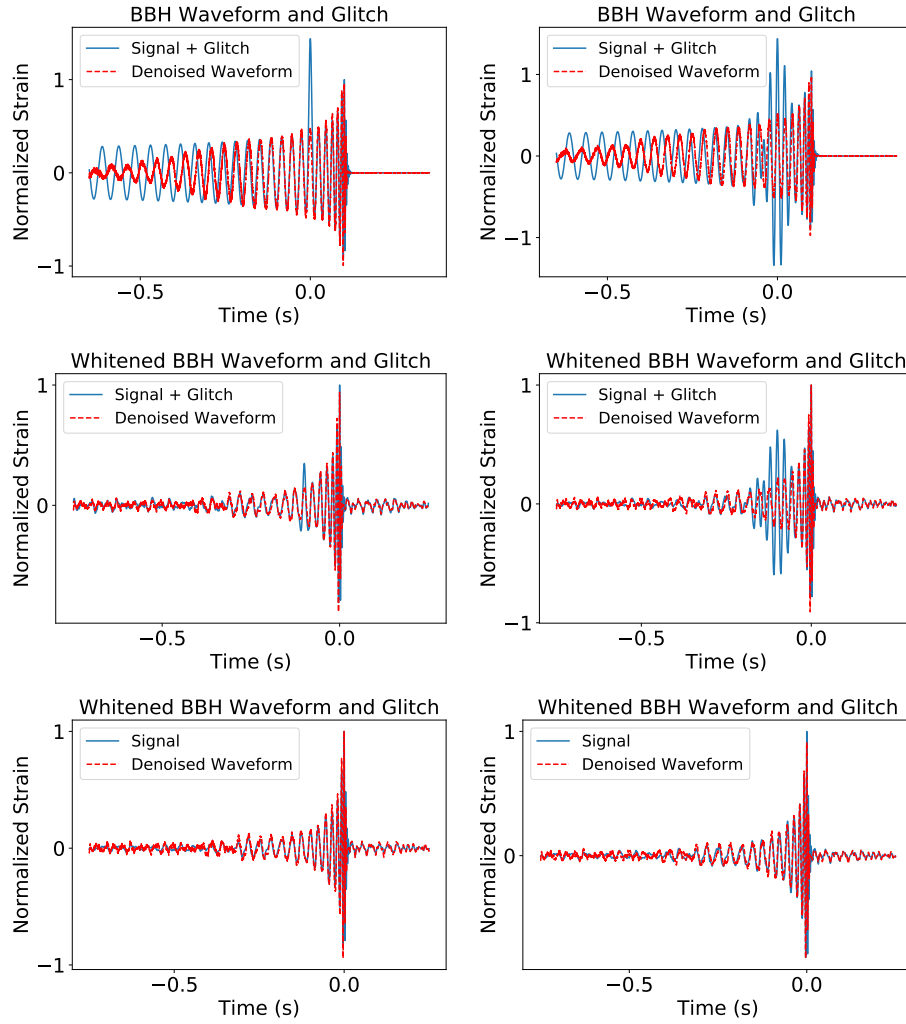 BBH Waveform and Glitch
Signal + Glitch
Denoised Waveform
Normalized Strain
1
0
−1
−0.5
0.0
Time (s)
BBH Waveform and Glitch
Signal + Glitch
Denoised Waveform
Normalized Strain
1
0
−1
−0.5
0.0
Time (s)
Whitened BBH Waveform and Glitch
Signal + Glitch
Denoised Waveform
Normalized Strain
1
0
−0.5
0.0
Time (s)
Whitened BBH Waveform and Glitch
Signal + Glitch
Denoised Waveform
Normalized Strain
1
0
−1
−0.5
0.0
Time (s)
Whitened BBH Waveform and Glitch
Signal
Denoised Waveform
Normalized Strain
1
0
−1
−0.5
0.0
Time (s)
Whitened BBH Waveform and Glitch
Signal
Denoised Waveform
Normalized Strain
1
0
−0.5
0.0
Time (s)